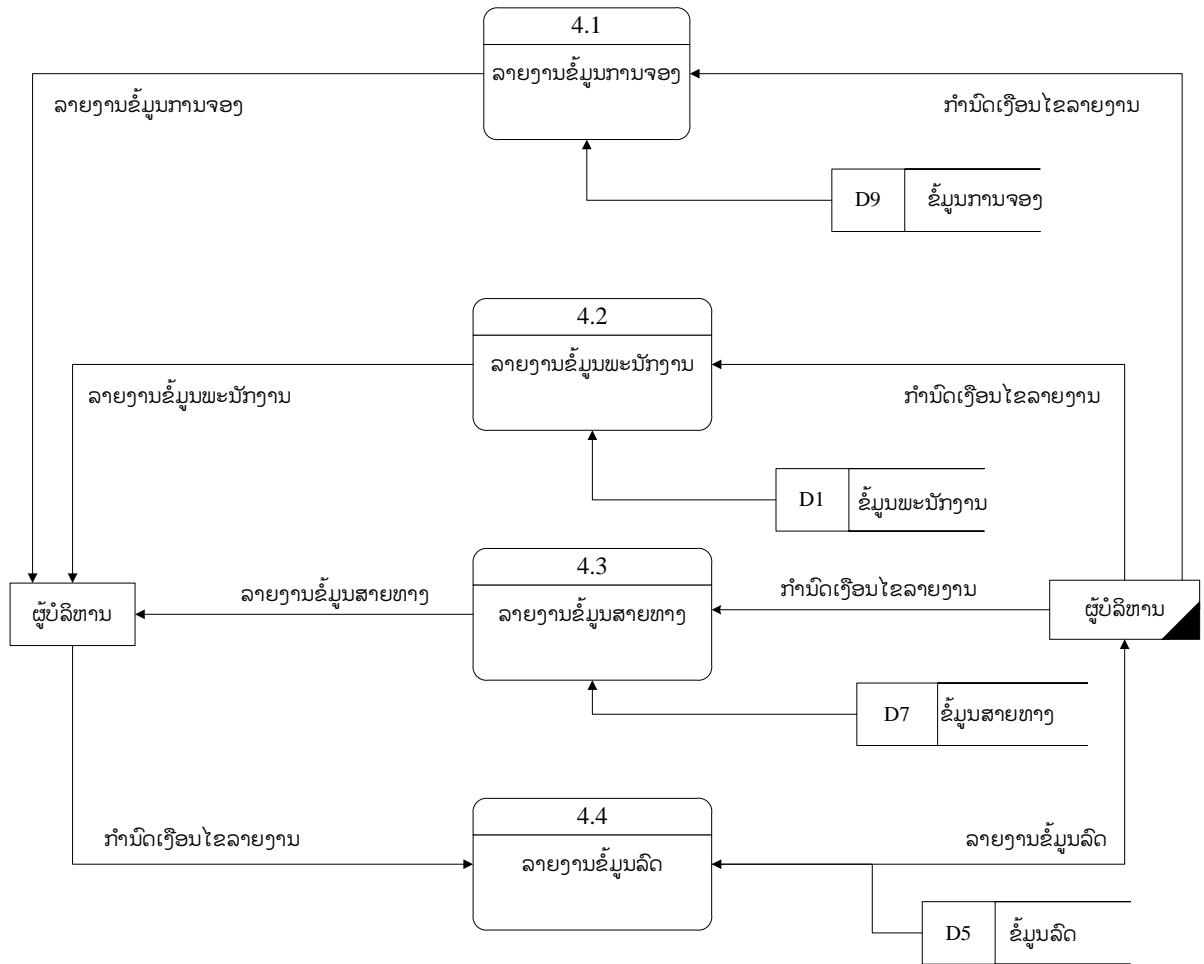 4.1
ລາຍງານຂໍ້ມູນການຈອງ
ລາຍງານຂໍ້ມູນການຈອງ
ກຳນົດເງືອນໄຂລາຍງານ
D9
ຂໍ້ມູນການຈອງ
4.2
ລາຍງານຂໍ້ມູນພະນັກງານ
ລາຍງານຂໍ້ມູນພະນັກງານ
ກຳນົດເງືອນໄຂລາຍງານ
D1
ຂໍ້ມູນພະນັກງານ
4.3
ລາຍງານຂໍ້ມູນສາຍທາງ
ລາຍງານຂໍ້ມູນສາຍທາງ
ກຳນົດເງືອນໄຂລາຍງານ
ຜູ້ບໍລິຫານ
ຜູ້ບໍລິຫານ
D7
ຂໍ້ມູນສາຍທາງ
4.4
ກຳນົດເງືອນໄຂລາຍງານ
ລາຍງານຂໍ້ມູນລົດ
ລາຍງານຂໍ້ມູນລົດ
D5
ຂໍ້ມູນລົດ